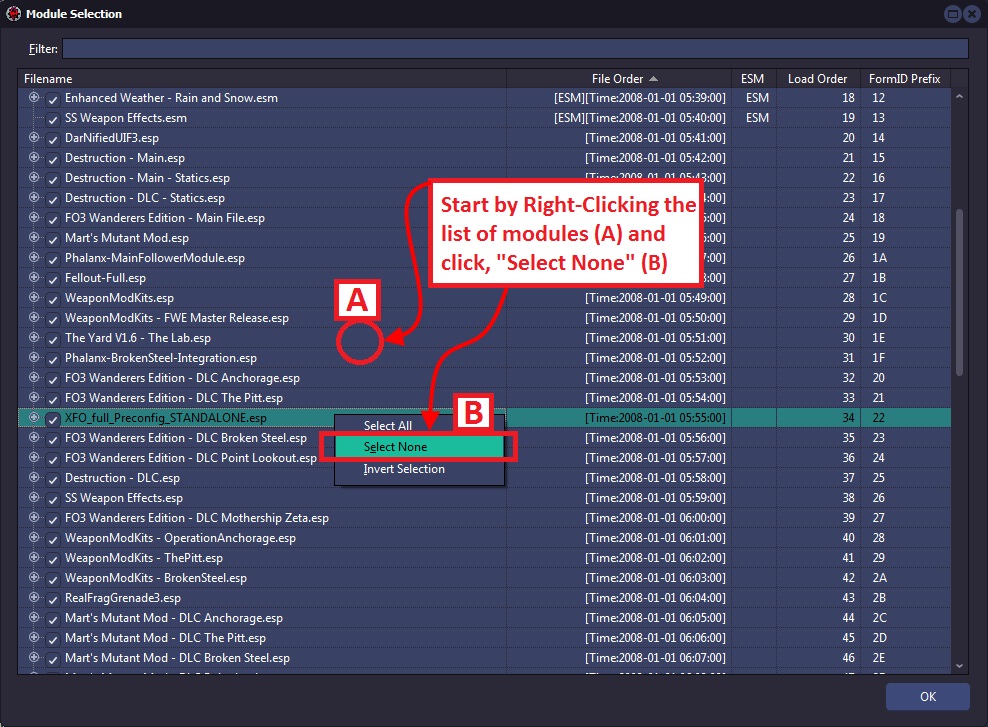 Module Selection
Filter:
Filename File Order ESM Load Order FormID Prefix
Enhanced Weather - Rain and Snow.esm [ESM][Time:2008-01-01 05:39:00] ESM 18 12
SS Weapon Effects.esm [ESM][Time:2008-01-01 05:40:00] ESM 19 13
DarNifiedUIF3.esp [Time:2008-01-01 05:41:00] 20 14
Destruction - Main.esp [Time:2008-01-01 05:42:00] 21 15
Destruction - Main - Statics.esp [Time:2008-01-01 05:43:00] 22 16
Destruction - DLC - Statics.esp 4:00] 23 17
FO3 Wanderers Edition - Main File.esp 5:00] 24 18
Mart's Mutant Mod.esp 6:00] 25 19
Phalanx-MainFollowerModule.esp 7:00] 26 1A
Fellout-Full.esp 8:00] 27 1B
Start by Right-Clicking the
list of modules (A) and
click, "Select None" (B)
WeaponModKits.esp [Time:2008-01-01 05:49:00] 28 1C
A
WeaponModKits - FWE Master Release.esp [Time:2008-01-01 05:50:00] 29 1D
The Yard V1.6 - The Lab.esp [Time:2008-01-01 05:51:00] 30 1E
Phalanx-BrokenSteel-Integration.esp [Time:2008-01-01 05:52:00] 31 1F
FO3 Wanderers Edition - DLC Anchorage.esp [Time:2008-01-01 05:53:00] 32 20
FO3 Wanderers Edition - DLC The Pitt.esp [Time:2008-01-01 05:54:00] 33 21
XFO_full_Preconfig_STANDALONE.esp [Time:2008-01-01 05:55:00] 34 22
B
Select All
Select None
Invert Selection
FO3 Wanderers Edition - DLC Broken Steel.esp [Time:2008-01-01 05:56:00] 35 23
FO3 Wanderers Edition - DLC Point Lookout.esp [Time:2008-01-01 05:57:00] 36 24
Destruction - DLC.esp [Time:2008-01-01 05:58:00] 37 25
SS Weapon Effects.esp [Time:2008-01-01 05:59:00] 38 26
FO3 Wanderers Edition - DLC Mothership Zeta.esp [Time:2008-01-01 06:00:00] 39 27
WeaponModKits - OperationAnchorage.esp [Time:2008-01-01 06:01:00] 40 28
WeaponModKits - ThePitt.esp [Time:2008-01-01 06:02:00] 41 29
WeaponModKits - BrokenSteel.esp [Time:2008-01-01 06:03:00] 42 2A
RealFragGrenade3.esp [Time:2008-01-01 06:04:00] 43 2B
Mart's Mutant Mod - DLC Anchorage.esp [Time:2008-01-01 06:05:00] 44 2C
Mart's Mutant Mod - DLC The Pitt.esp [Time:2008-01-01 06:06:00] 45 2D
Mart's Mutant Mod - DLC Broken Steel.esp [Time:2008-01-01 06:07:00] 46 2E
OK